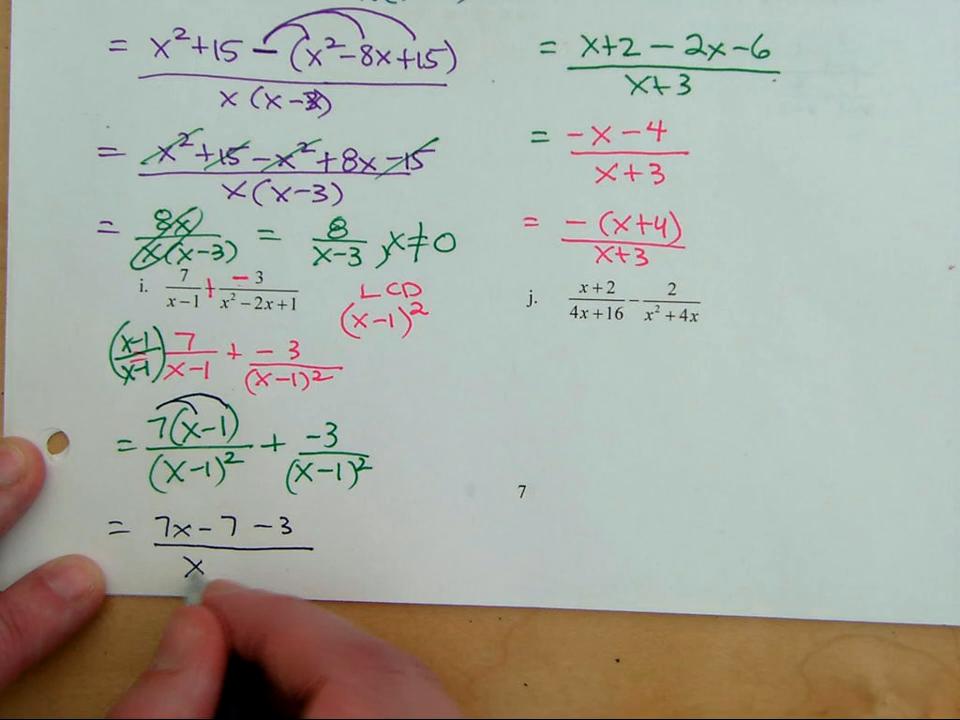 = x²+15 - (x²-8x+15)
x(x-3)
= x²+15 - x² + 8x - 15
x(x-3)
= 8x = 8 , x≠0
x(x-3) x-3
i. 7 + -3 LCD
x-1 x²-2x+1 (x-1)²
(x-1) 7 + -3
(x-1) x-1 (x-1)²
= 7(x-1) + -3
(x-1)² (x-1)²
= 7x - 7 - 3
x
= x+2 - 2x - 6
x+3
= -x - 4
x+3
= -(x+4)
x+3
j. x+2 - 2
4x+16 x²+4x
7